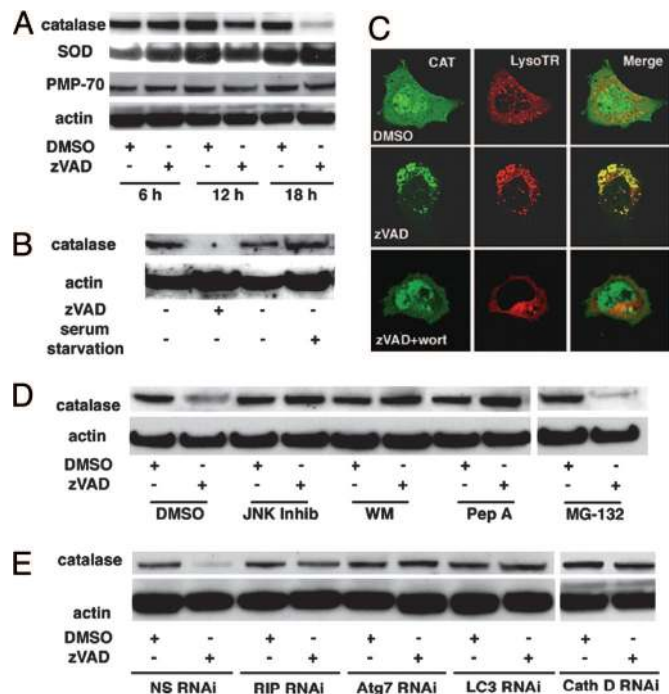 A
catalase
SOD
PMP-70
actin
DMSO + - + - + -
zVAD - + - + - +
6 h 12 h 18 h
B
catalase
actin
zVAD - + - -
serum starvation - - - +
C
CAT LysoTR Merge
DMSO
zVAD
zVAD+wort
D
catalase
actin
DMSO + - + - + - + - + -
zVAD - + - + - + - + - +
DMSO JNK Inhib WM Pep A MG-132
E
catalase
actin
DMSO + - + - + - + - + -
zVAD - + - + - + - + - +
NS RNAi RIP RNAi Atg7 RNAi LC3 RNAi Cath D RNAi